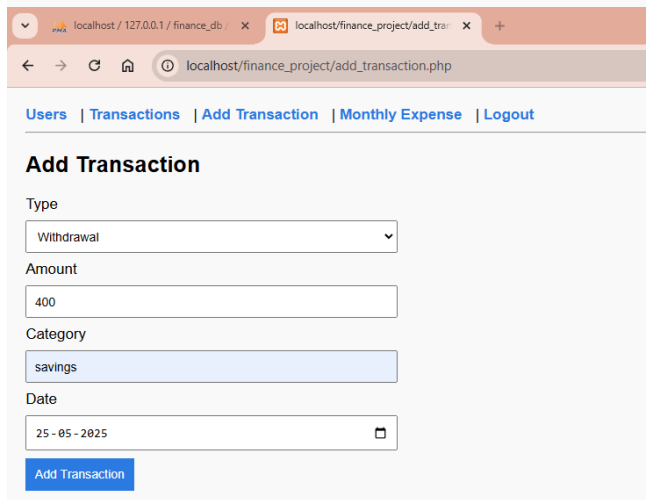 localhost / 127.0.0.1 / finance_db / localhost/finance_project/add_tran
localhost/finance_project/add_transaction.php
Users | Transactions | Add Transaction | Monthly Expense | Logout
Add Transaction
Type
Withdrawal
Amount
400
Category
savings
Date
25-05-2025
Add Transaction